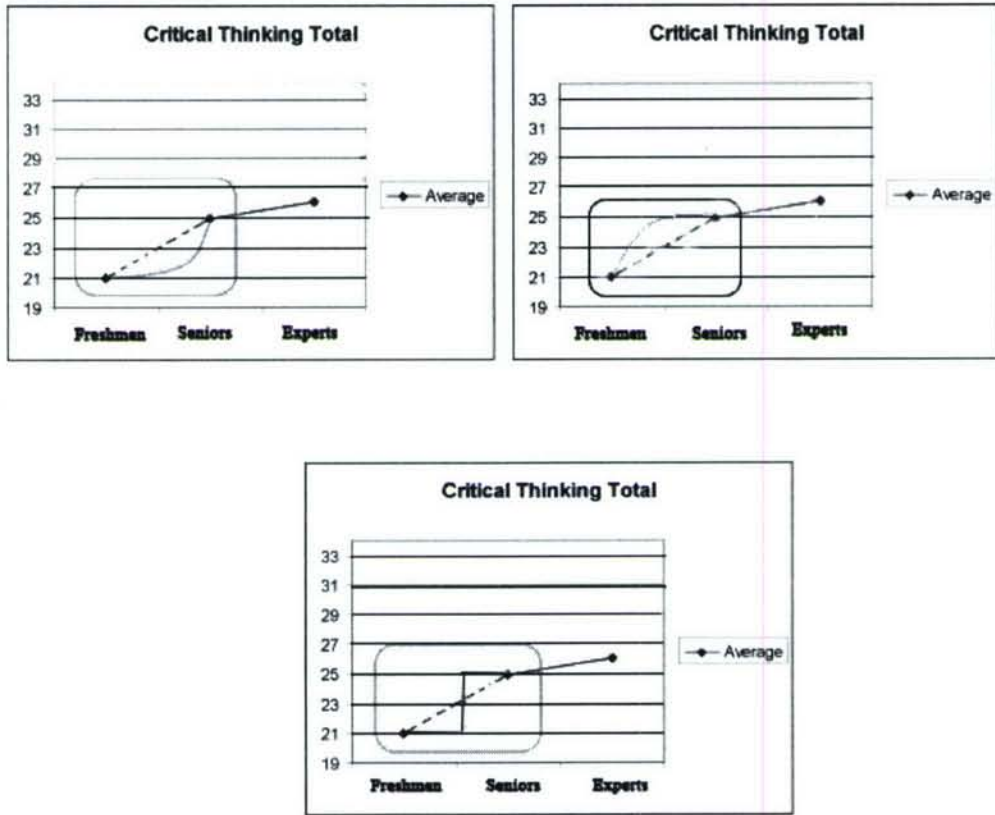 Critical Thinking Total
33
31
29
27
25
23
21
19
Freshmen Seniors Experts
Average
Critical Thinking Total
33
31
29
27
25
23
21
19
Freshmen Seniors Experts
Average
Critical Thinking Total
33
31
29
27
25
23
21
19
Freshmen Seniors Experts
Average